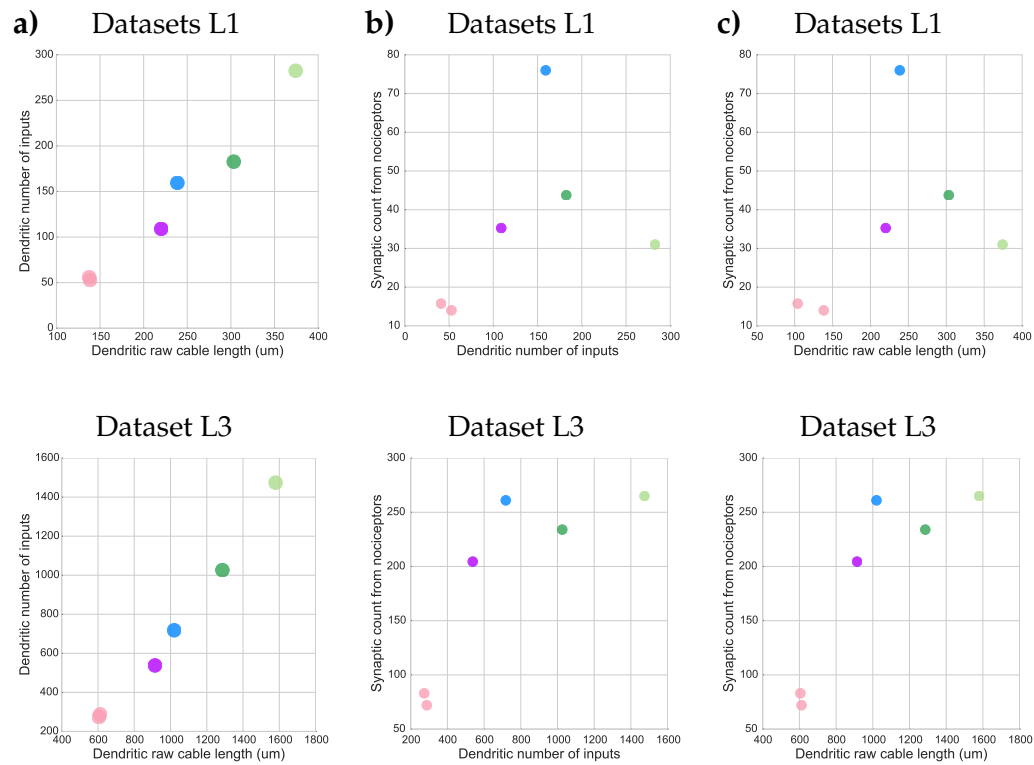 a) Datasets L1
300
250
200
150
100
50
0
100 150 200 250 300 350 400
Dendritic number of inputs
Dendritic raw cable length (um)
b) Datasets L1
80
70
60
50
40
30
20
10
0 50 100 150 200 250 300
Synaptic count from nociceptors
Dendritic number of inputs
c) Datasets L1
80
70
60
50
40
30
20
10
50 100 150 200 250 300 350 400
Synaptic count from nociceptors
Dendritic raw cable length (um)
Dataset L3
1600
1400
1200
1000
800
600
400
200
400 600 800 1000 1200 1400 1600 1800
Dendritic number of inputs
Dendritic raw cable length (um)
Dataset L3
300
250
200
150
100
50
200 400 600 800 1000 1200 1400 1600
Synaptic count from nociceptors
Dendritic number of inputs
Dataset L3
300
250
200
150
100
50
400 600 800 1000 1200 1400 1600 1800
Synaptic count from nociceptors
Dendritic raw cable length (um)